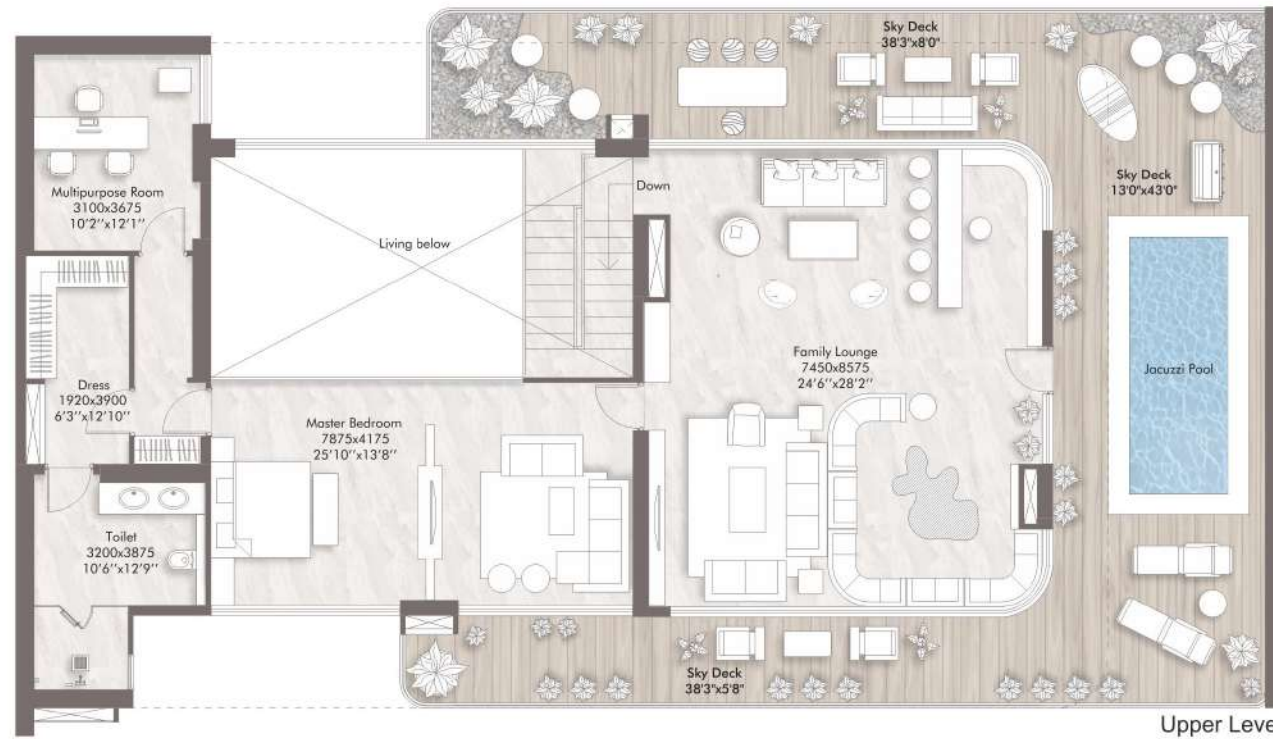 Sky Deck
38'3"x8'0"
Multipurpose Room
3100x3675
10'2''x12'1''
Down
Sky Deck
13'0"x43'0"
Living below
Family Lounge
7450x8575
24'6''x28'2''
Jacuzzi Pool
Dress
1920x3900
6'3''x12'10''
Master Bedroom
7875x4175
25'10''x13'8''
Toilet
3200x3875
10'6''x12'9''
Sky Deck
38'3"x5'8"
Upper Leve